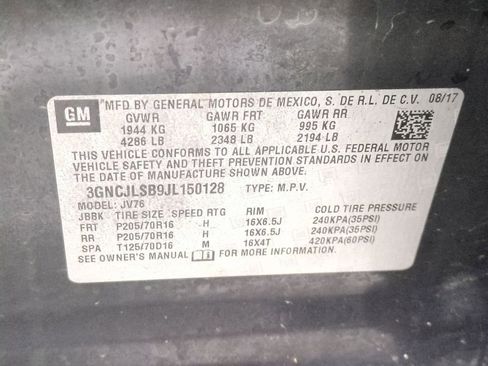 GM
MFD BY GENERAL MOTORS DE MEXICO, S. DE R.L. DE C.V. 08/17
GVWR GAWR FRT GAWR RR
1944 KG 1065 KG 995 KG
4286 LB 2348 LB 2194 LB
VEHICLE CONFORMS TO ALL APPLICABLE U.S. FEDERAL MOTOR
VEHICLE SAFETY AND THEFT PREVENTION STANDARDS IN EFFECT ON
THE DATE OF MANUFACTURE SHOWN ABOVE.
3GNCJLSB9JL150128 TYPE: M.P.V.
MODEL: JV76
JBBK TIRE SIZE SPEED RTG RIM COLD TIRE PRESSURE
FRT P205/70R16 H 16X6.5J 240KPA(35PSI)
RR P205/70R16 H 16X6.5J 240KPA(35PSI)
SPA T125/70D16 M 16X4T 420KPA(60PSI)
SEE OWNER'S MANUAL FOR MORE INFORMATION